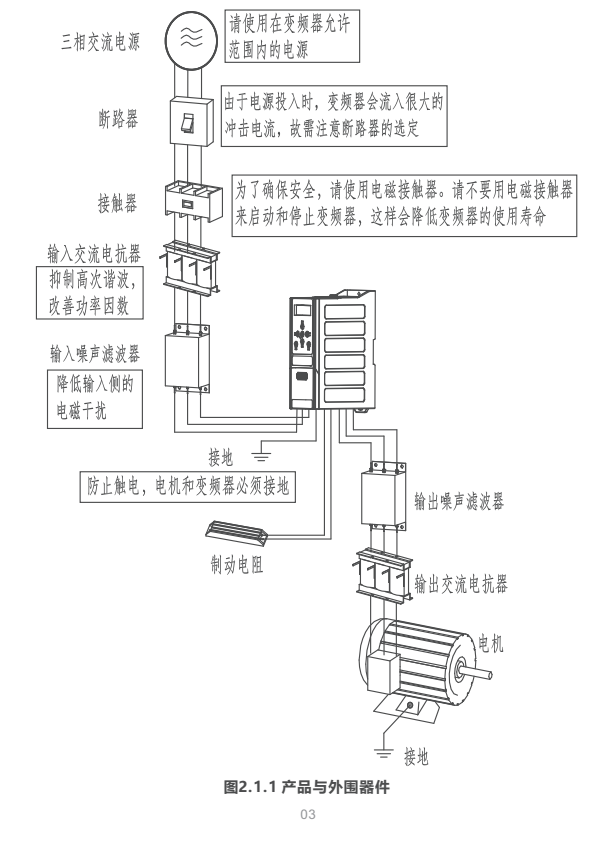 三相交流电源
请使用在变频器允许
范围内的电源
断路器
由于电源投入时，变频器会流入很大的
冲击电流，故需注意断路器的选定
接触器
为了确保安全，请使用电磁接触器。请不要用电磁接触器
来启动和停止变频器，这样会降低变频器的使用寿命
输入交流电抗器
抑制高次谐波，
改善功率因数
输入噪声滤波器
降低输入侧的
电磁干扰
接地
防止触电，电机和变频器必须接地
输出噪声滤波器
制动电阻
输出交流电抗器
电机
接地
图2.1.1 产品与外围器件
03